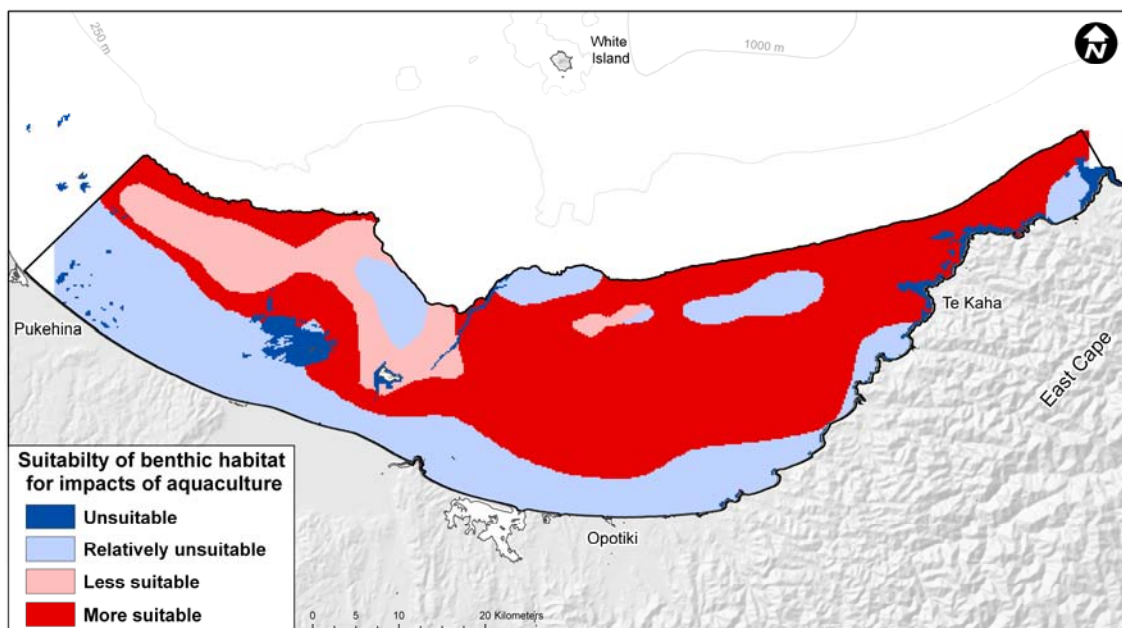 250 m
White
Island
1000 m
N
Pukehina
Te Kaha
East Cape
Opotiki
Suitabilty of benthic habitat
for impacts of aquaculture
Unsuitable
Relatively unsuitable
Less suitable
More suitable
0 5 10 20 Kilometers